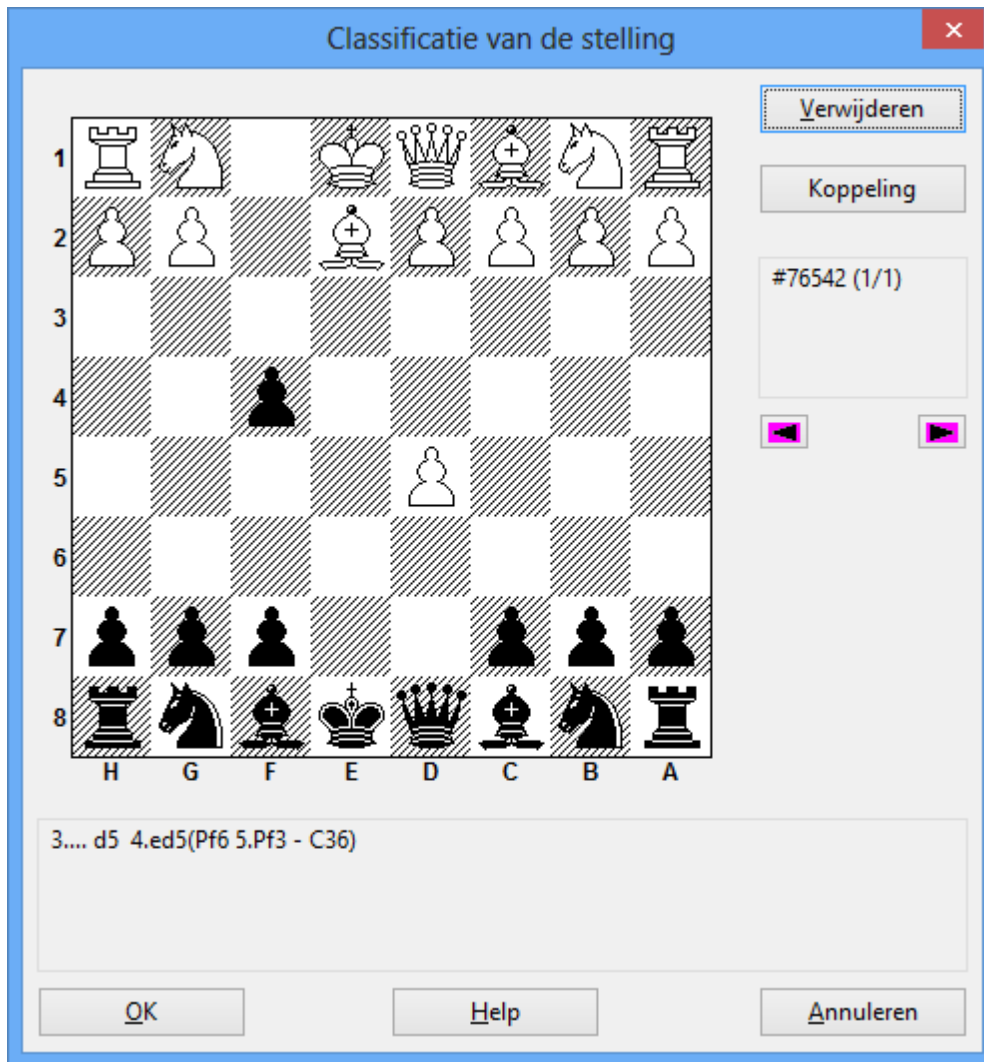 Classificatie van de stelling
Verwijderen
Koppeling
#76542 (1/1)
1
2
3
4
5
6
7
8
H G F E D C B A
3.... d5 4.ed5(Pf6 5.Pf3 - C36)
OK Help Annuleren